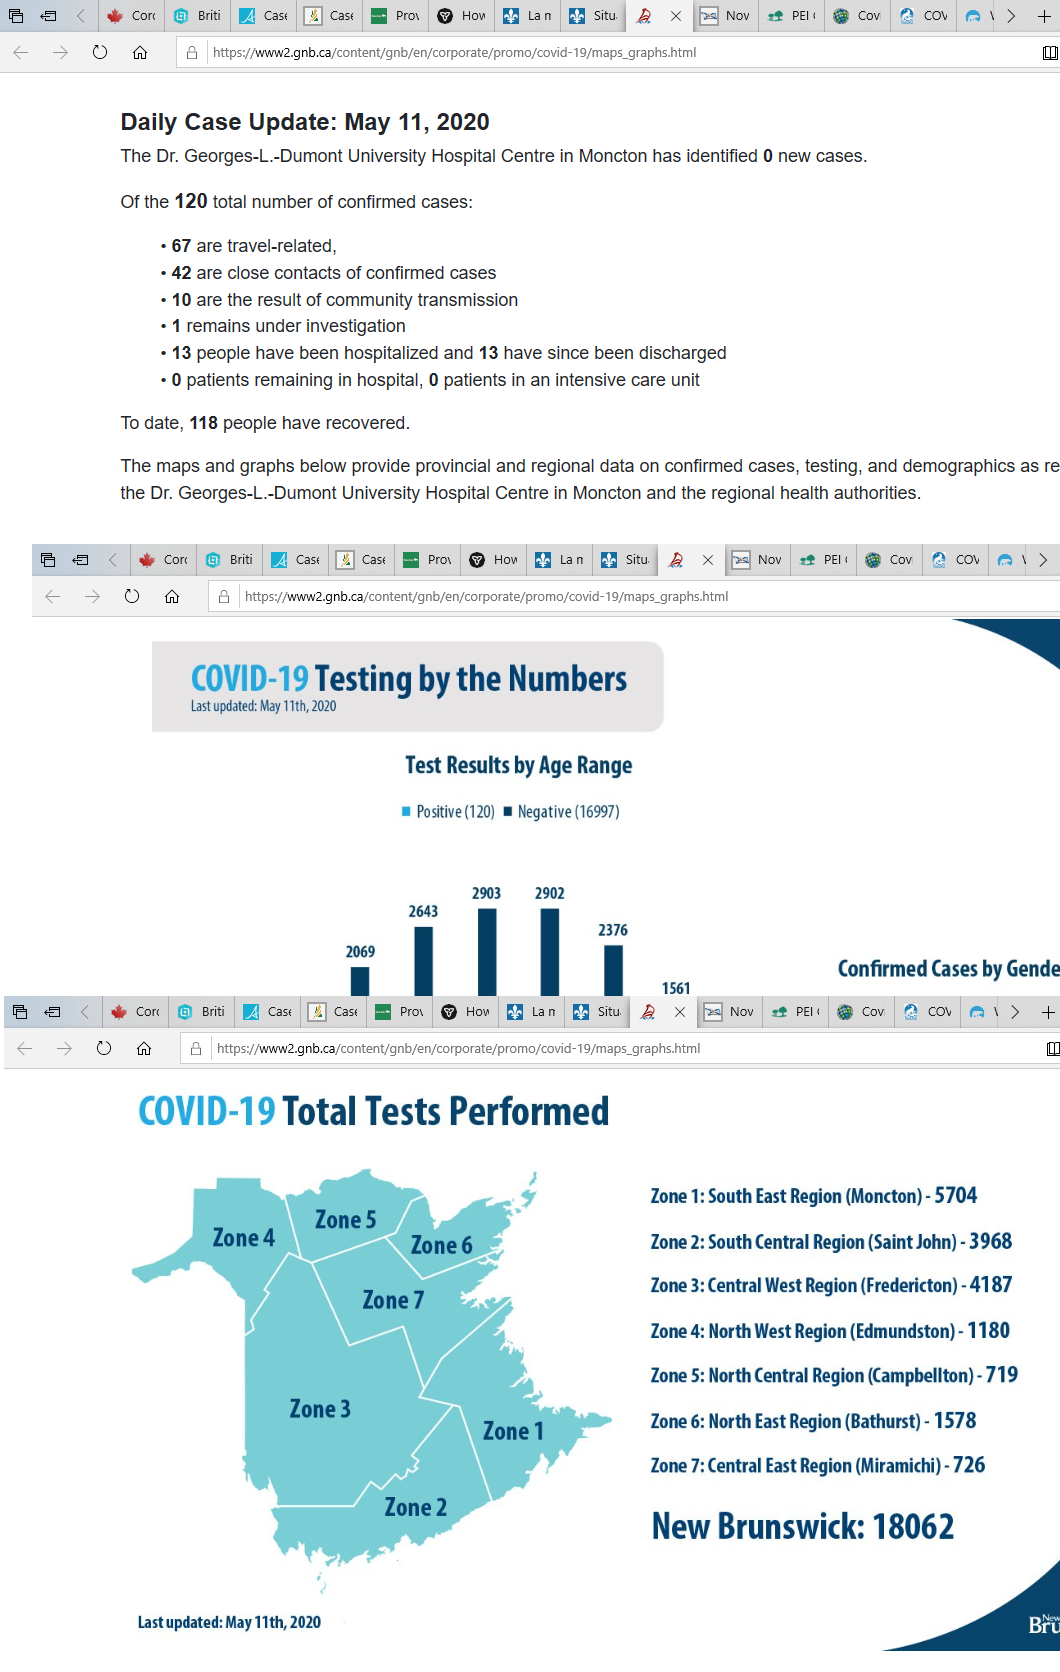 Corc Briti Case Case Prov How La n Situ Nov PEI Cov COV
https://www2.gnb.ca/content/gnb/en/corporate/promo/covid-19/maps_graphs.html
Daily Case Update: May 11, 2020
The Dr. Georges-L.-Dumont University Hospital Centre in Moncton has identified 0 new cases.
Of the 120 total number of confirmed cases:
• 67 are travel-related,
• 42 are close contacts of confirmed cases
• 10 are the result of community transmission
• 1 remains under investigation
• 13 people have been hospitalized and 13 have since been discharged
• 0 patients remaining in hospital, 0 patients in an intensive care unit
To date, 118 people have recovered.
The maps and graphs below provide provincial and regional data on confirmed cases, testing, and demographics as re
the Dr. Georges-L.-Dumont University Hospital Centre in Moncton and the regional health authorities.
Corc Briti Case Case Prov How La n Situ Nov PEI Cov COV
https://www2.gnb.ca/content/gnb/en/corporate/promo/covid-19/maps_graphs.html
COVID-19 Testing by the Numbers
Last updated: May 11th, 2020
Test Results by Age Range
Positive (120) Negative (16997)
2903 2902
2643
2376
2069
Confirmed Cases by Gende
1561
Corc Briti Case Case Prov How La n Situ Nov PEI Cov COV
https://www2.gnb.ca/content/gnb/en/corporate/promo/covid-19/maps_graphs.html
COVID-19 Total Tests Performed
Zone 4
Zone 5
Zone 6
Zone 7
Zone 3
Zone 1
Zone 2
Zone 1: South East Region (Moncton) - 5704
Zone 2: South Central Region (Saint John) - 3968
Zone 3: Central West Region (Fredericton) - 4187
Zone 4: North West Region (Edmundston) - 1180
Zone 5: North Central Region (Campbellton) - 719
Zone 6: North East Region (Bathurst) - 1578
Zone 7: Central East Region (Miramichi) - 726
New Brunswick: 18062
Last updated: May 11th, 2020
New
Bru